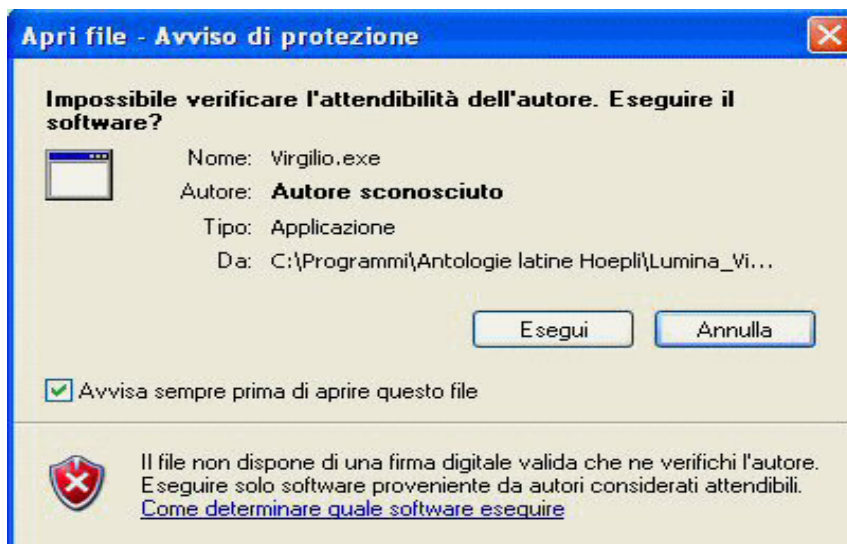 Apri file - Avviso di protezione
Impossibile verificare l'attendibilità dell'autore. Eseguire il
software?
Nome: Virgilio.exe
Autore: Autore sconosciuto
Tipo: Applicazione
Da: C:\Programmi\Antologie latine Hoepli\Lumina_Vi...
Esegui Annulla
Avvisa sempre prima di aprire questo file
Il file non dispone di una firma digitale valida che ne verifichi l'autore.
Eseguire solo software proveniente da autori considerati attendibili.
Come determinare quale software eseguire